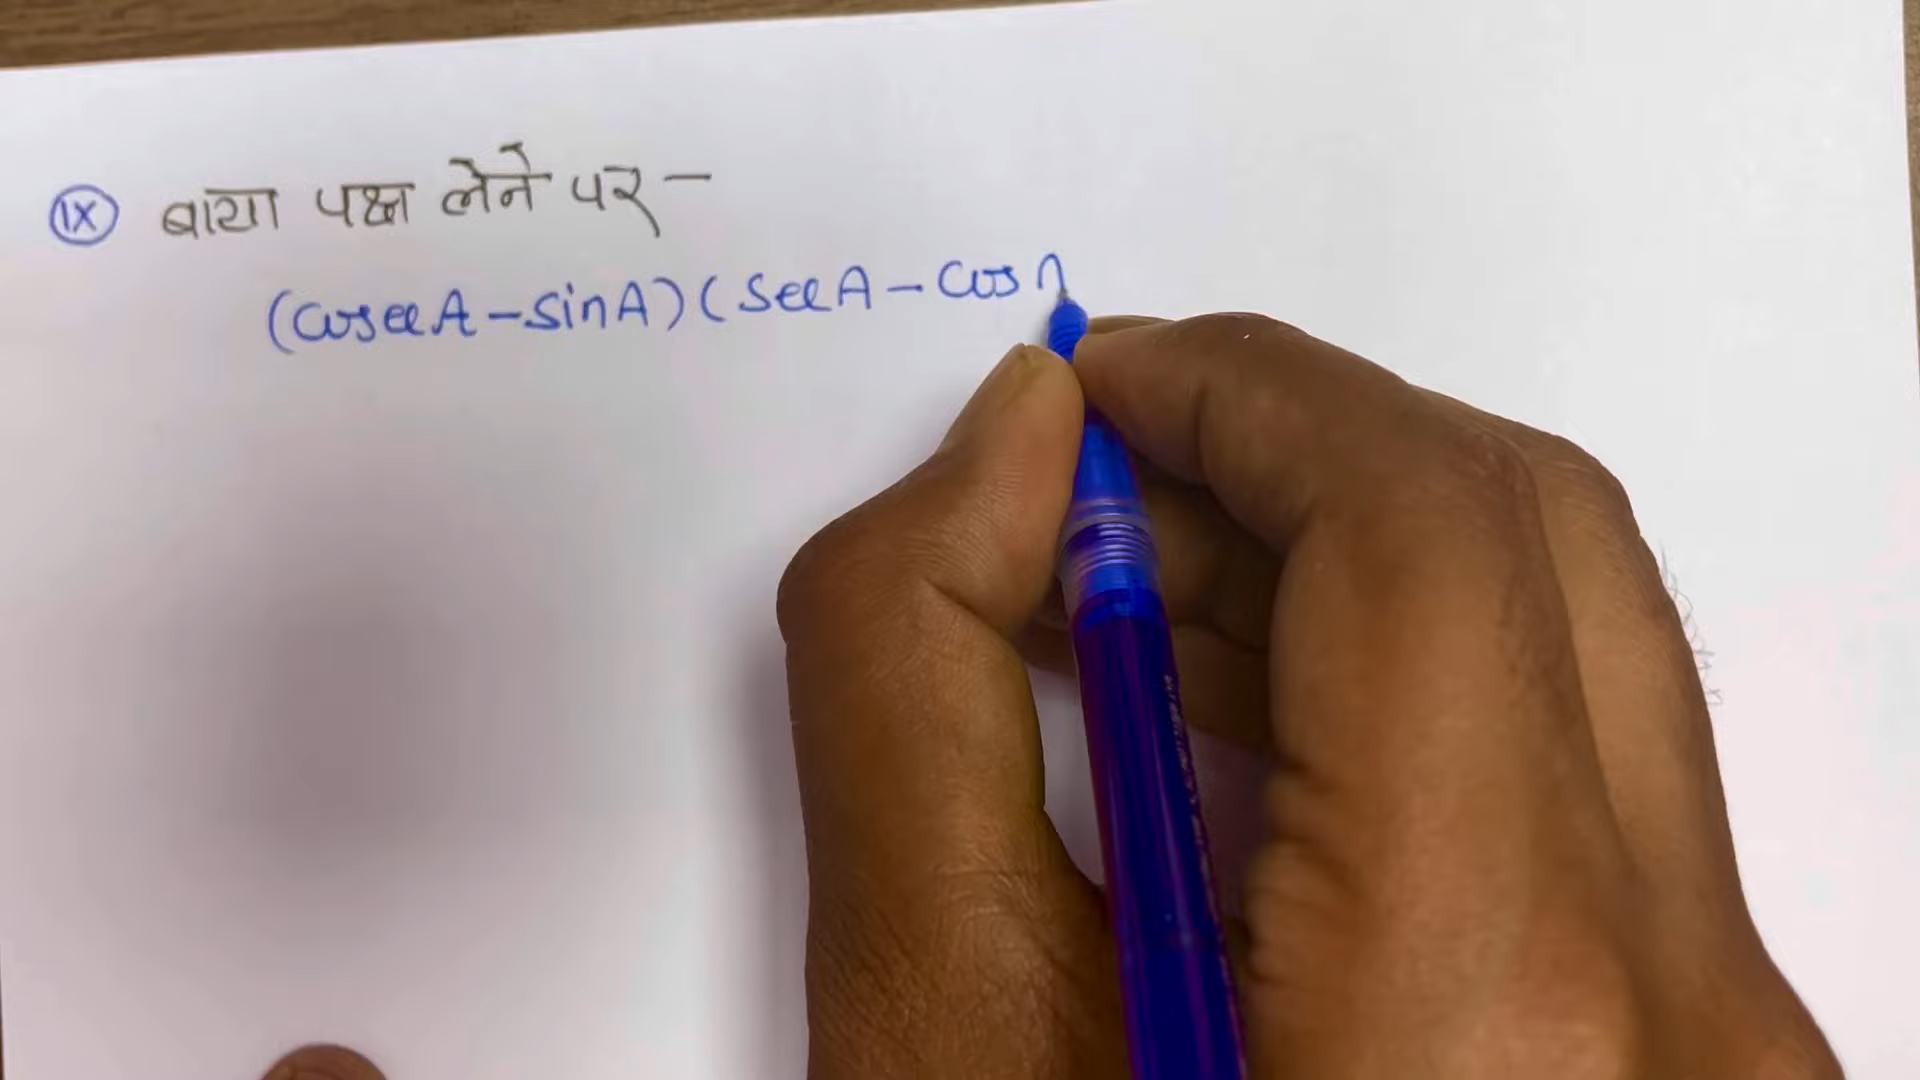 (ix) बाया पक्ष लेने पर –
(cosecA - sinA) (secA - cos A